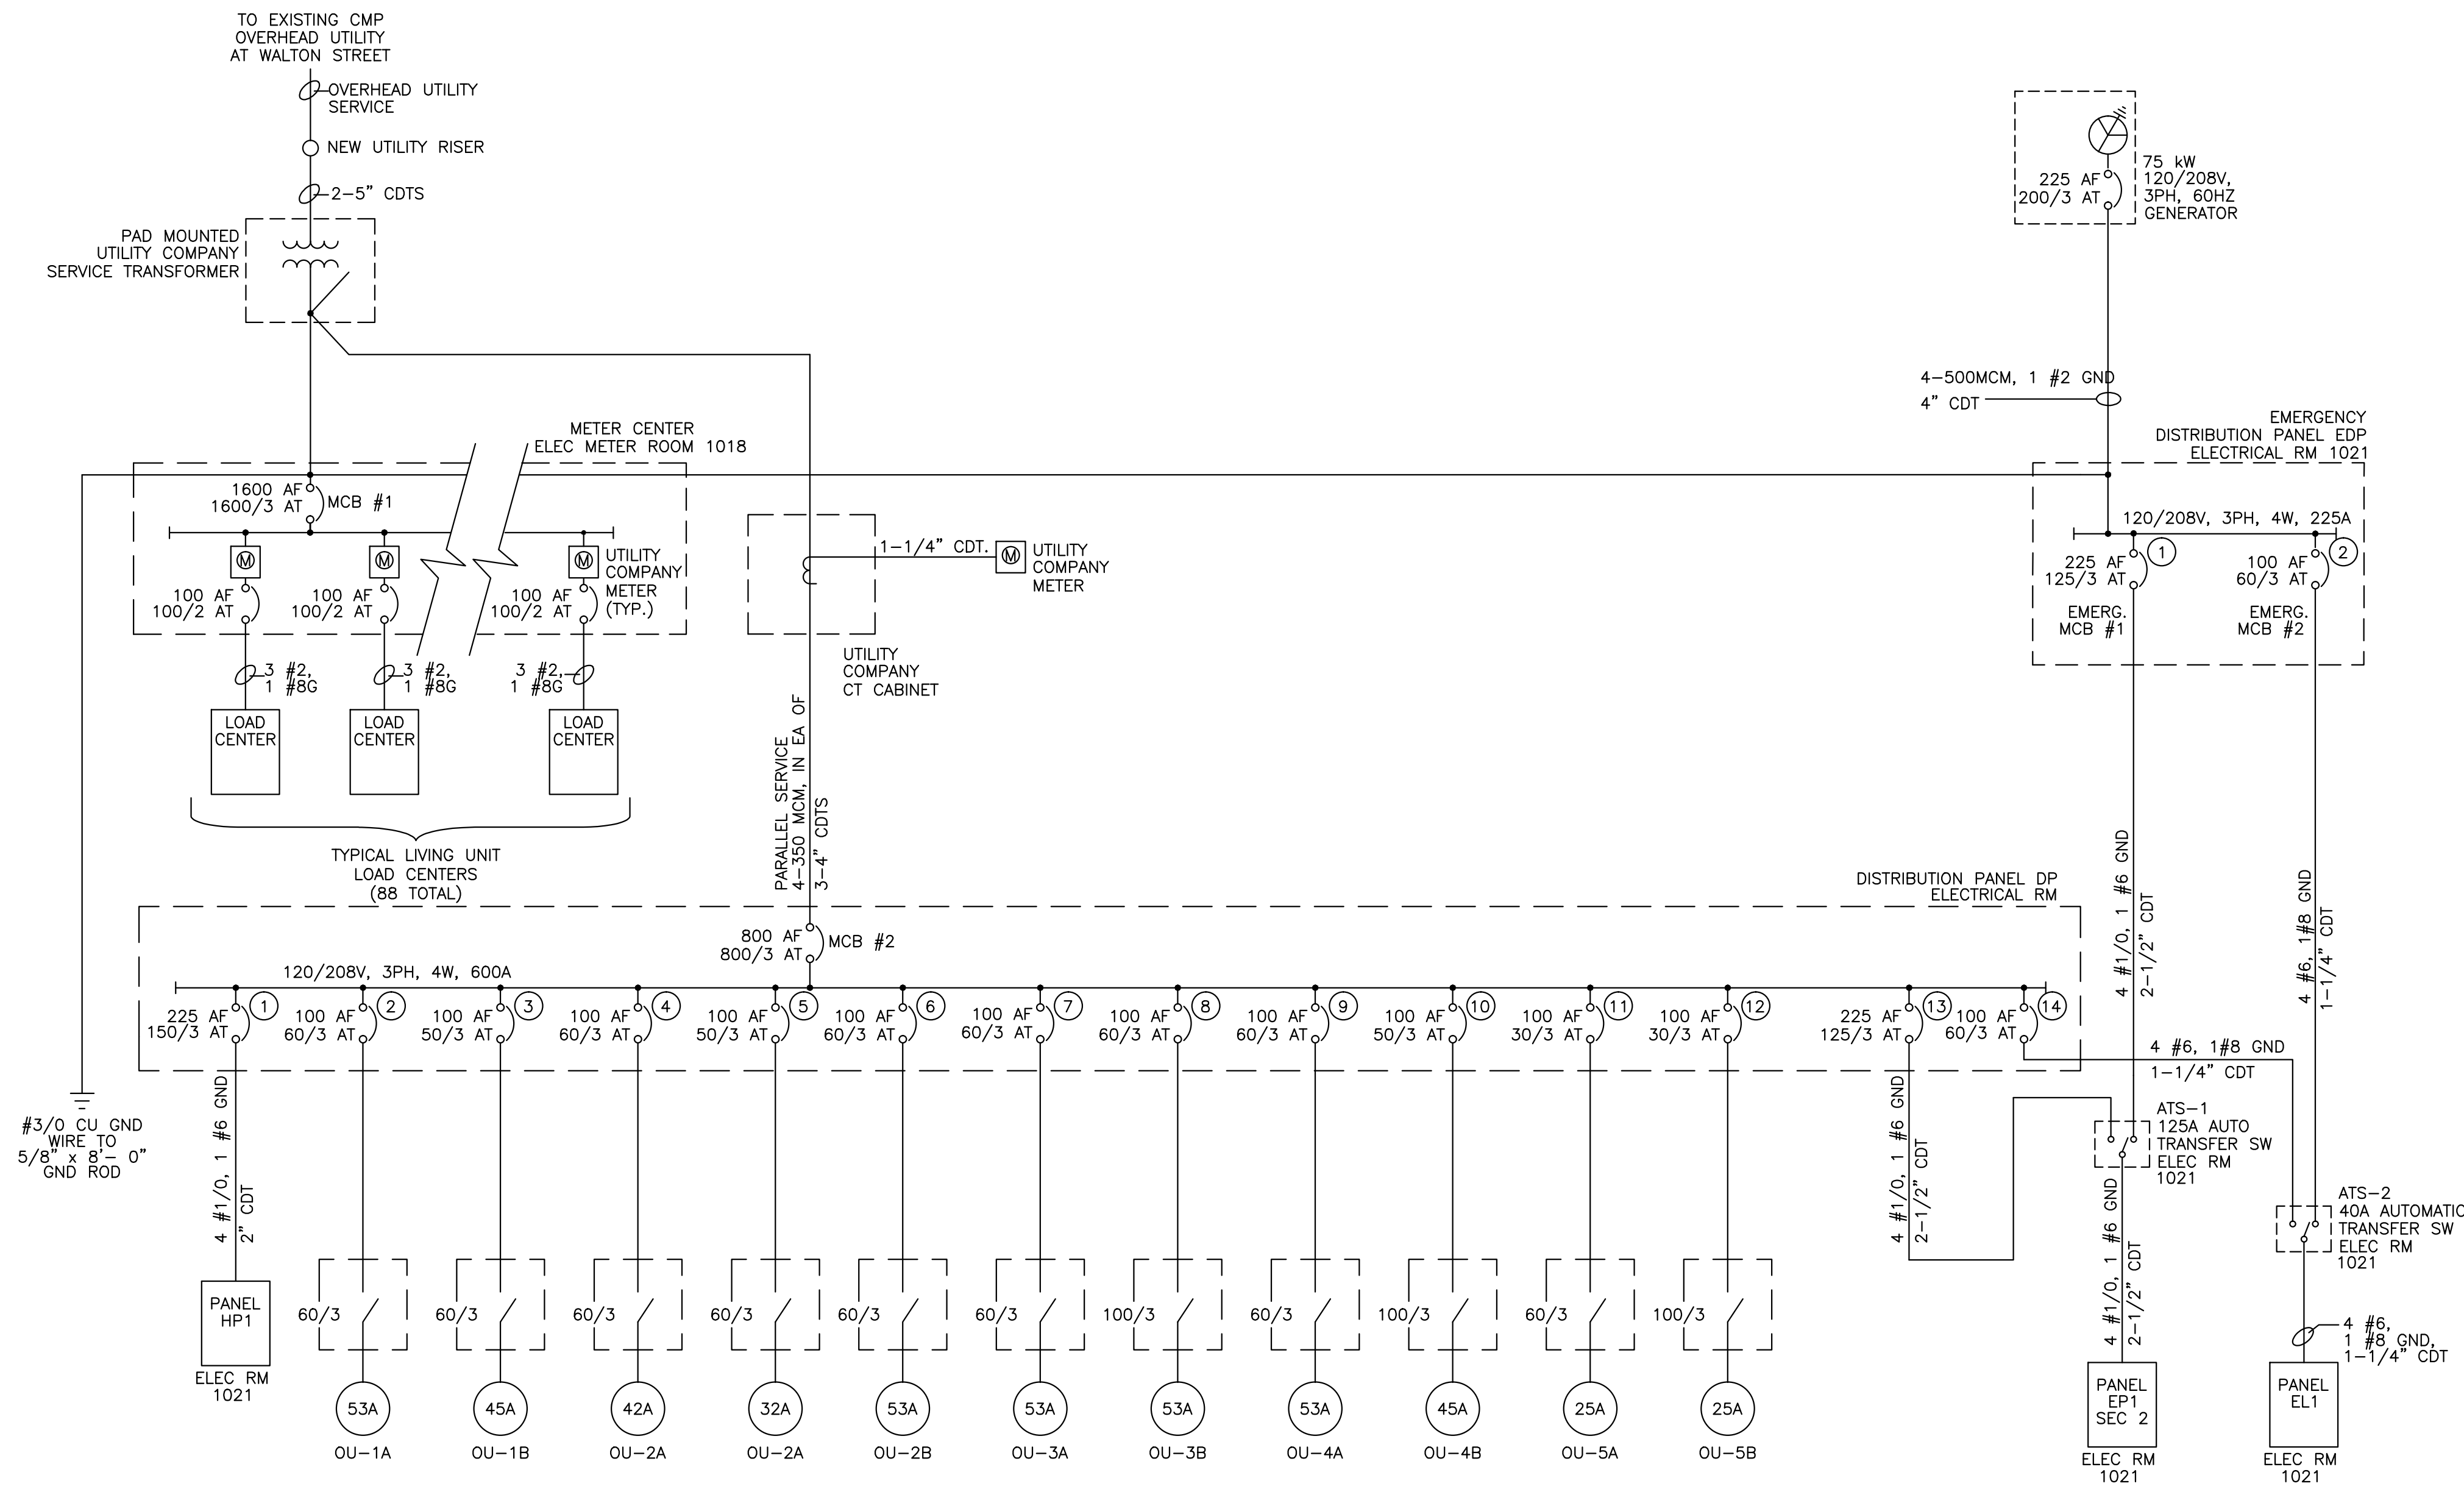 TO EXISTING CMP
OVERHEAD UTILITY
AT WALTON STREET
OVERHEAD UTILITY
SERVICE
NEW UTILITY RISER
2-5" CDTS
PAD MOUNTED
UTILITY COMPANY
SERVICE TRANSFORMER
225 AF
200/3 AT
75 kW
120/208V,
3PH, 60HZ
GENERATOR
4-500MCM, 1 #2 GND
4" CDT
METER CENTER
ELEC METER ROOM 1018
1600 AF
1600/3 AT
MCB #1
M
M
M
UTILITY
COMPANY
METER
(TYP.)
100 AF
100/2 AT
100 AF
100/2 AT
100 AF
100/2 AT
3 #2,
1 #8G
3 #2,
1 #8G
3 #2,
1 #8G
LOAD
CENTER
LOAD
CENTER
LOAD
CENTER
TYPICAL LIVING UNIT
LOAD CENTERS
(88 TOTAL)
1-1/4" CDT.
M
UTILITY
COMPANY
METER
UTILITY
COMPANY
CT CABINET
PARALLEL SERVICE
4-350 MCM, IN EA OF
3-4" CDTS
EMERGENCY
DISTRIBUTION PANEL EDP
ELECTRICAL RM 1021
120/208V, 3PH, 4W, 225A
1
225 AF
125/3 AT
EMERG.
MCB #1
2
100 AF
60/3 AT
EMERG.
MCB #2
4 #1/0, 1 #6 GND
2-1/2" CDT
4 #6, 1#8 GND
1-1/4" CDT
DISTRIBUTION PANEL DP
ELECTRICAL RM
800 AF
800/3 AT
MCB #2
120/208V, 3PH, 4W, 600A
225 AF
150/3 AT
1
100 AF
60/3 AT
2
100 AF
50/3 AT
3
100 AF
60/3 AT
4
100 AF
50/3 AT
5
100 AF
60/3 AT
6
100 AF
60/3 AT
7
100 AF
60/3 AT
8
100 AF
60/3 AT
9
100 AF
50/3 AT
10
100 AF
30/3 AT
11
100 AF
30/3 AT
12
225 AF
125/3 AT
13
100 AF
60/3 AT
14
4 #6, 1#8 GND
1-1/4" CDT
#3/0 CU GND
WIRE TO
5/8" x 8'- 0"
GND ROD
4 #1/0, 1 #6 GND
2" CDT
PANEL
HP1
ELEC RM
1021
60/3
60/3
60/3
60/3
60/3
60/3
100/3
60/3
100/3
60/3
100/3
53A
45A
42A
32A
53A
53A
53A
53A
45A
25A
25A
OU-1A
OU-1B
OU-2A
OU-2A
OU-2B
OU-3A
OU-3B
OU-4A
OU-4B
OU-5A
OU-5B
4 #1/0, 1 #6 GND
2-1/2" CDT
ATS-1
125A AUTO
TRANSFER SW
ELEC RM
1021
4 #1/0, 1 #6 GND
2-1/2" CDT
PANEL
EP1
SEC 2
ELEC RM
1021
ATS-2
40A AUTOMATIC
TRANSFER SW
ELEC RM
1021
4 #6,
1 #8 GND,
1-1/4" CDT
PANEL
EL1
ELEC RM
1021